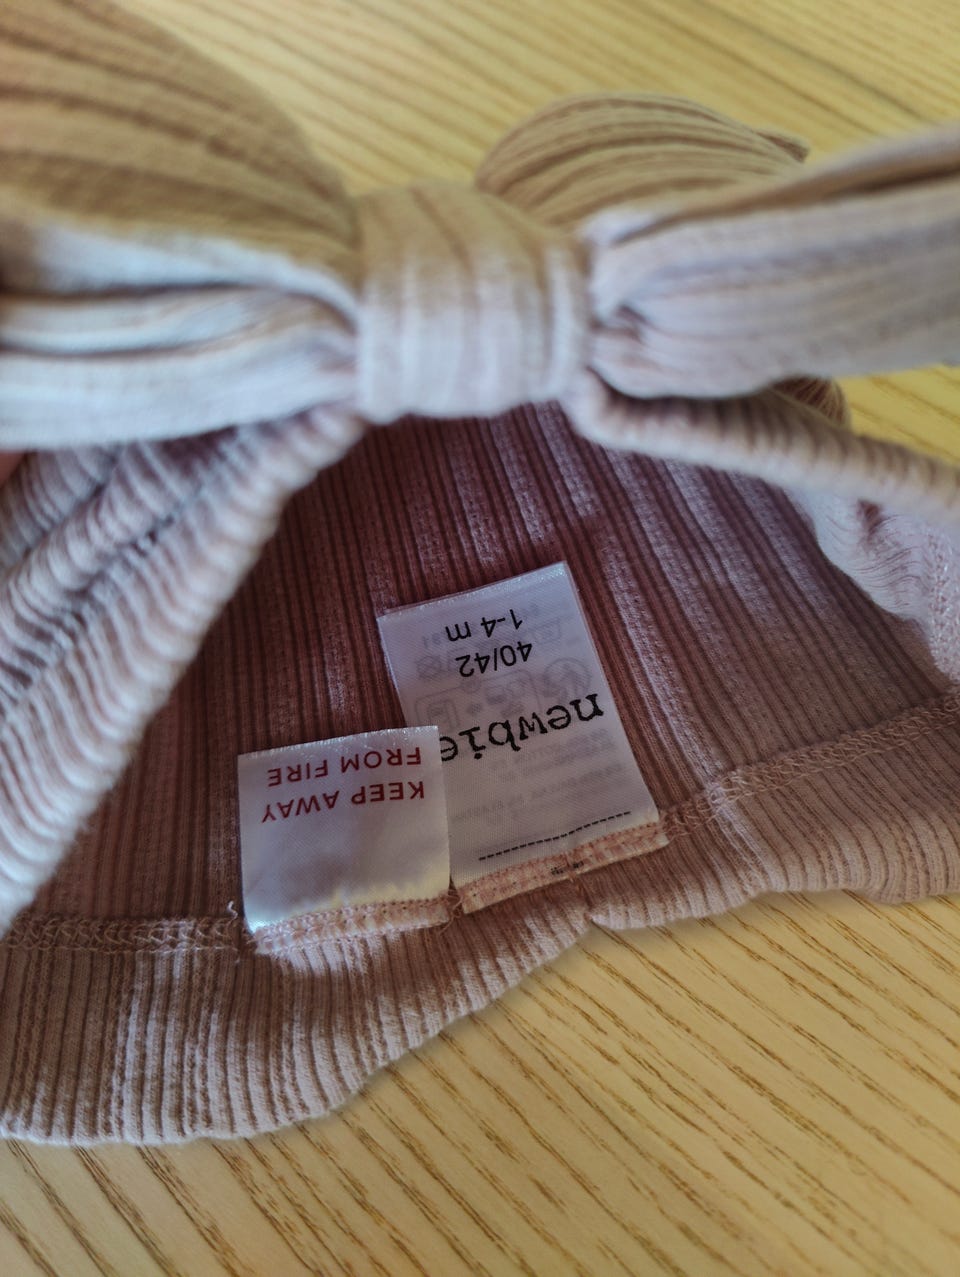 newbie
40/42
1-4 m
KEEP AWAY
FROM FIRE